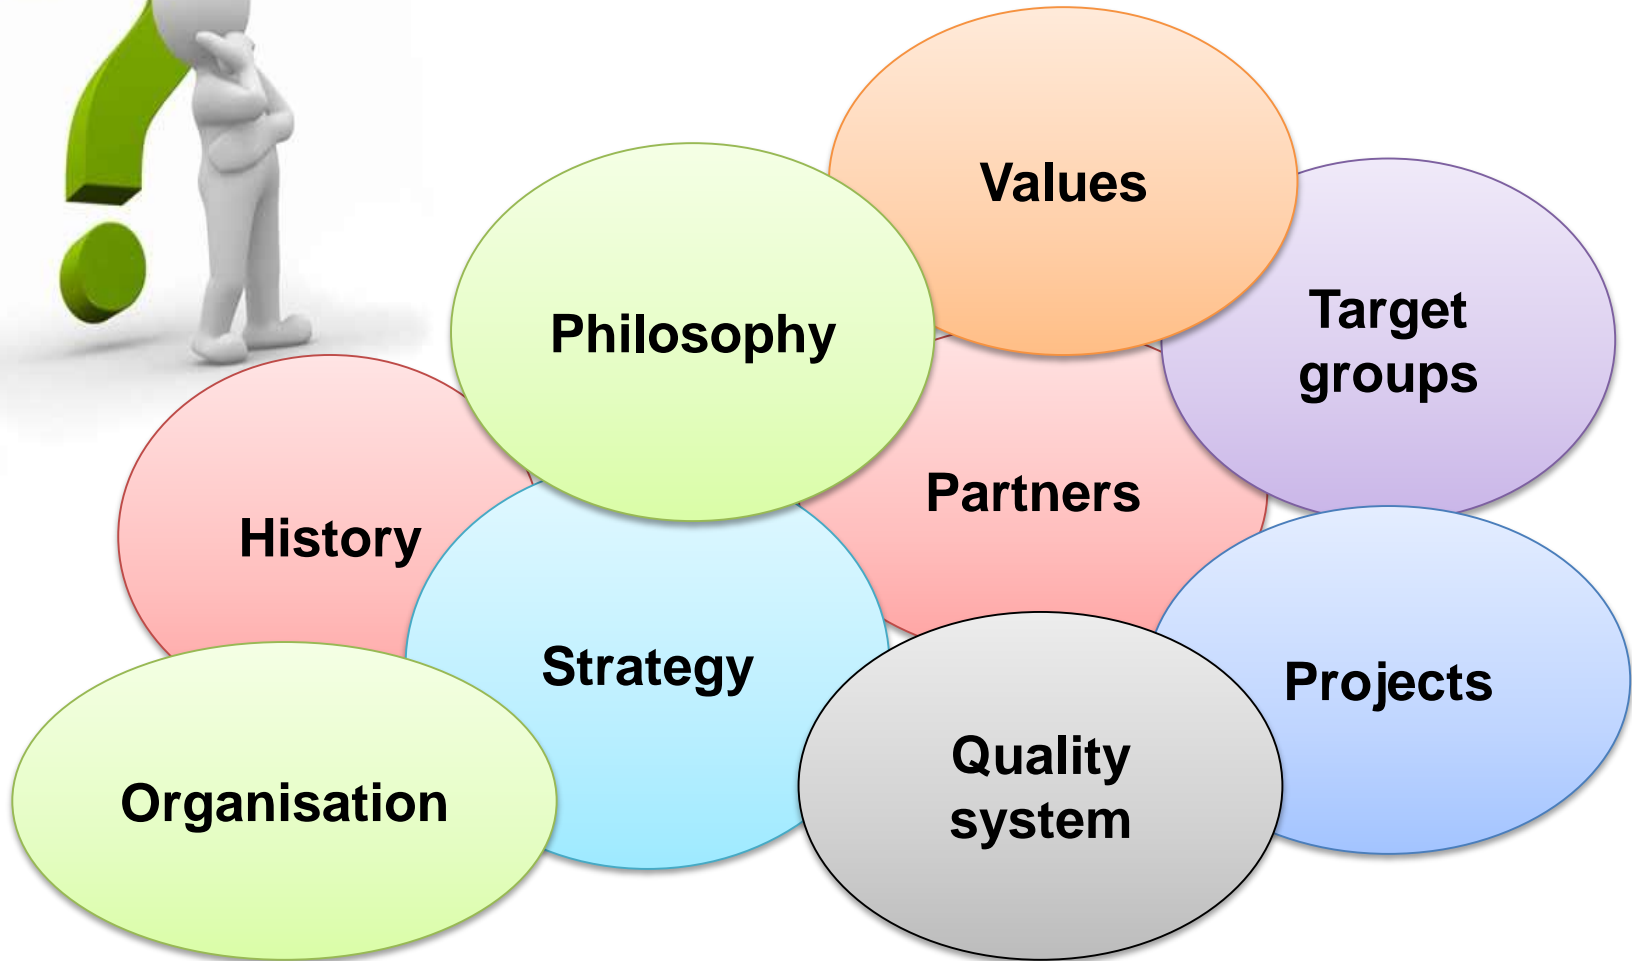 Values
Target
groups
Philosophy
Partners
History
Strategy
Projects
Quality
system
Organisation